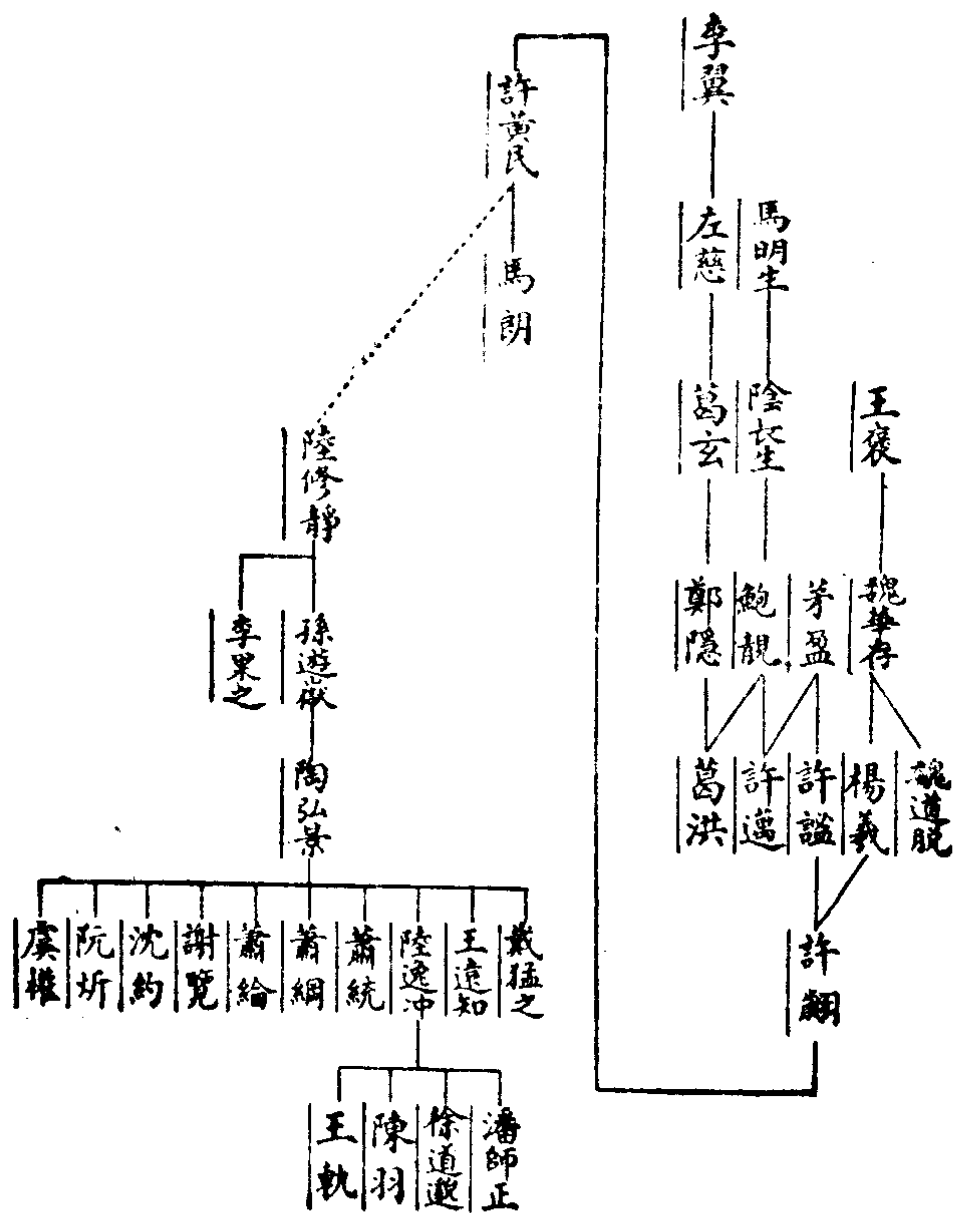 李翼
左慈
馬明生
葛玄
陰長生
王褒
鄭隱
鮑靚
茅盈
魏華存
葛洪
許邁
許謐
楊羲
魏道脱
許翽
許黃民
馬朗
陸修靜
孫遊嶽
李果之
陶弘景
戴猛之
王遠知
陸逸沖
蕭統
蕭綱
蕭綸
謝覽
沈約
阮炘
虞權
潘師正
徐道邈
陳羽
王軌